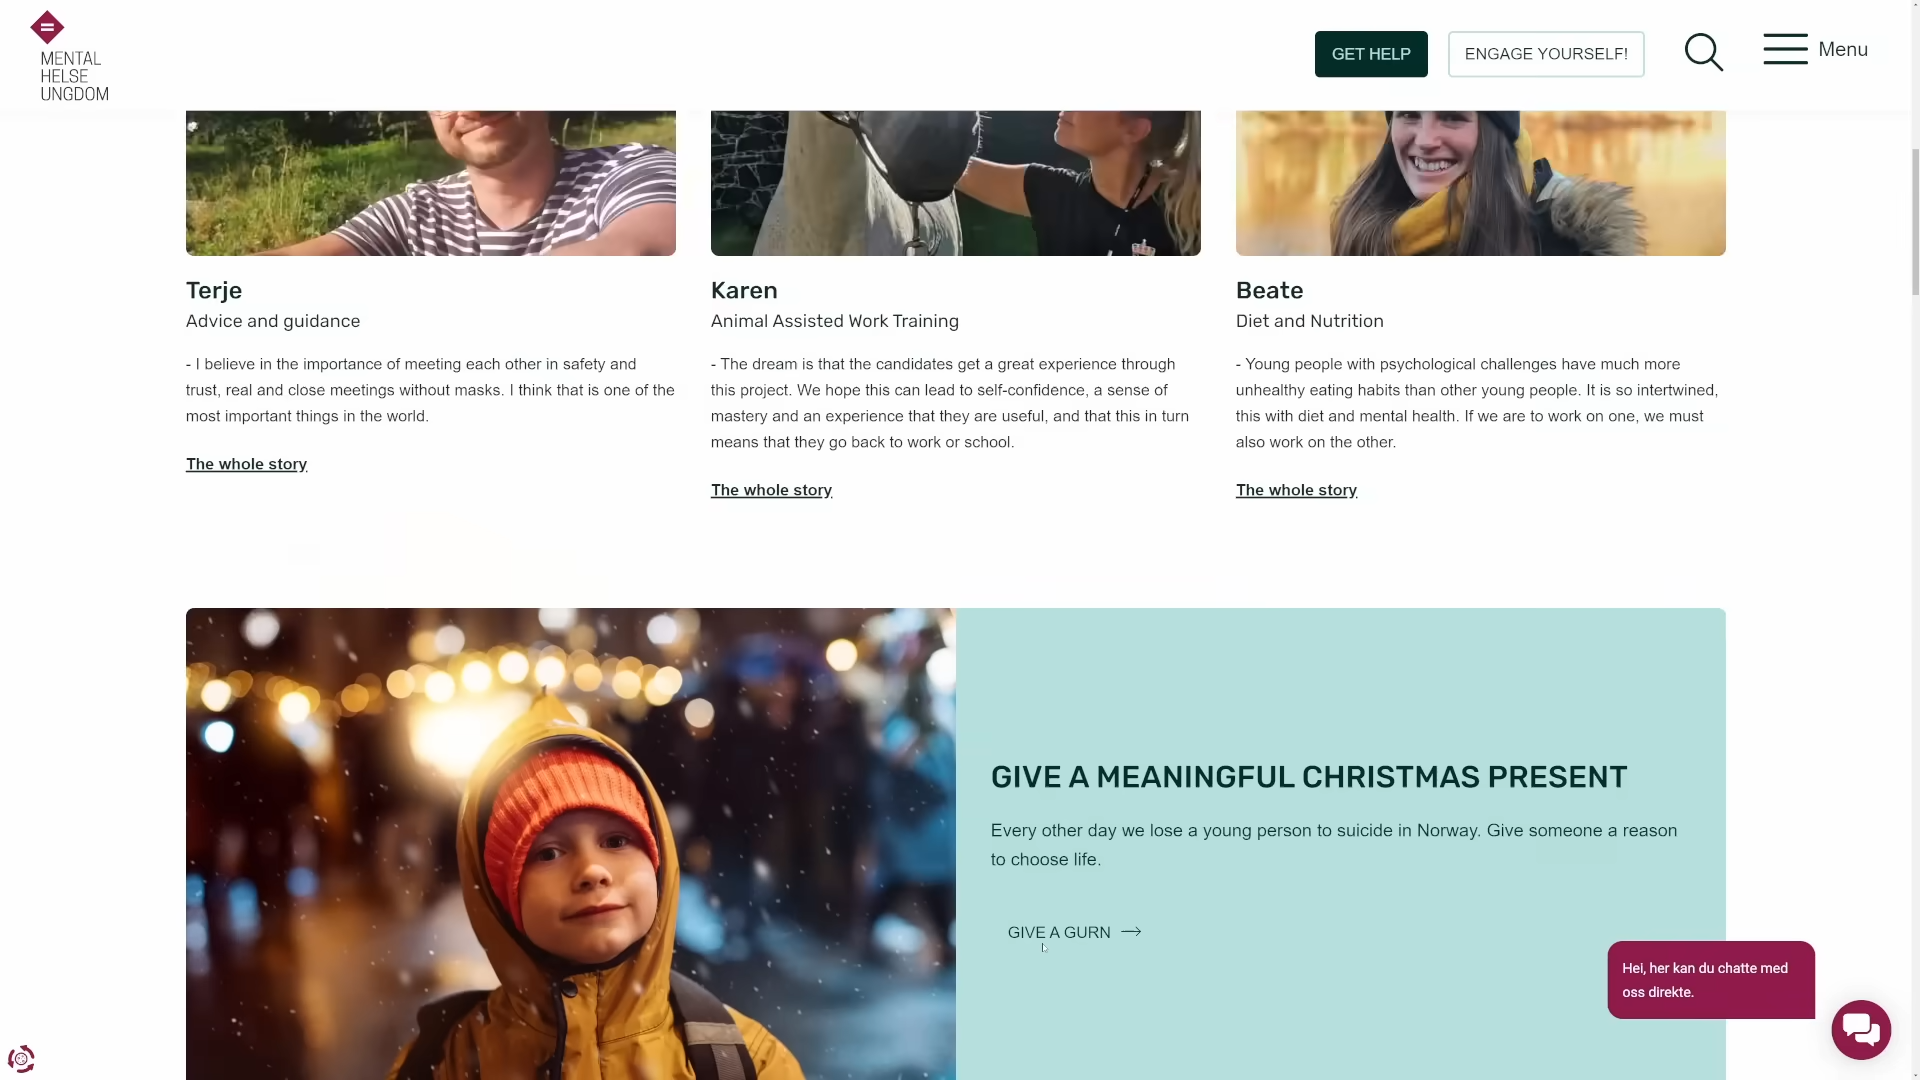 MENTAL
HELSE
UNGDOM
GET HELP
ENGAGE YOURSELF!
Menu
Terje
Advice and guidance
- I believe in the importance of meeting each other in safety and
trust, real and close meetings without masks. I think that is one of the
most important things in the world.
The whole story
Karen
Animal Assisted Work Training
- The dream is that the candidates get a great experience through
this project. We hope this can lead to self-confidence, a sense of
mastery and an experience that they are useful, and that this in turn
means that they go back to work or school.
The whole story
Beate
Diet and Nutrition
- Young people with psychological challenges have much more
unhealthy eating habits than other young people. It is so intertwined,
this with diet and mental health. If we are to work on one, we must
also work on the other.
The whole story
GIVE A MEANINGFUL CHRISTMAS PRESENT
Every other day we lose a young person to suicide in Norway. Give someone a reason
to choose life.
GIVE A GURN
Hei, her kan du chatte med
oss direkte.